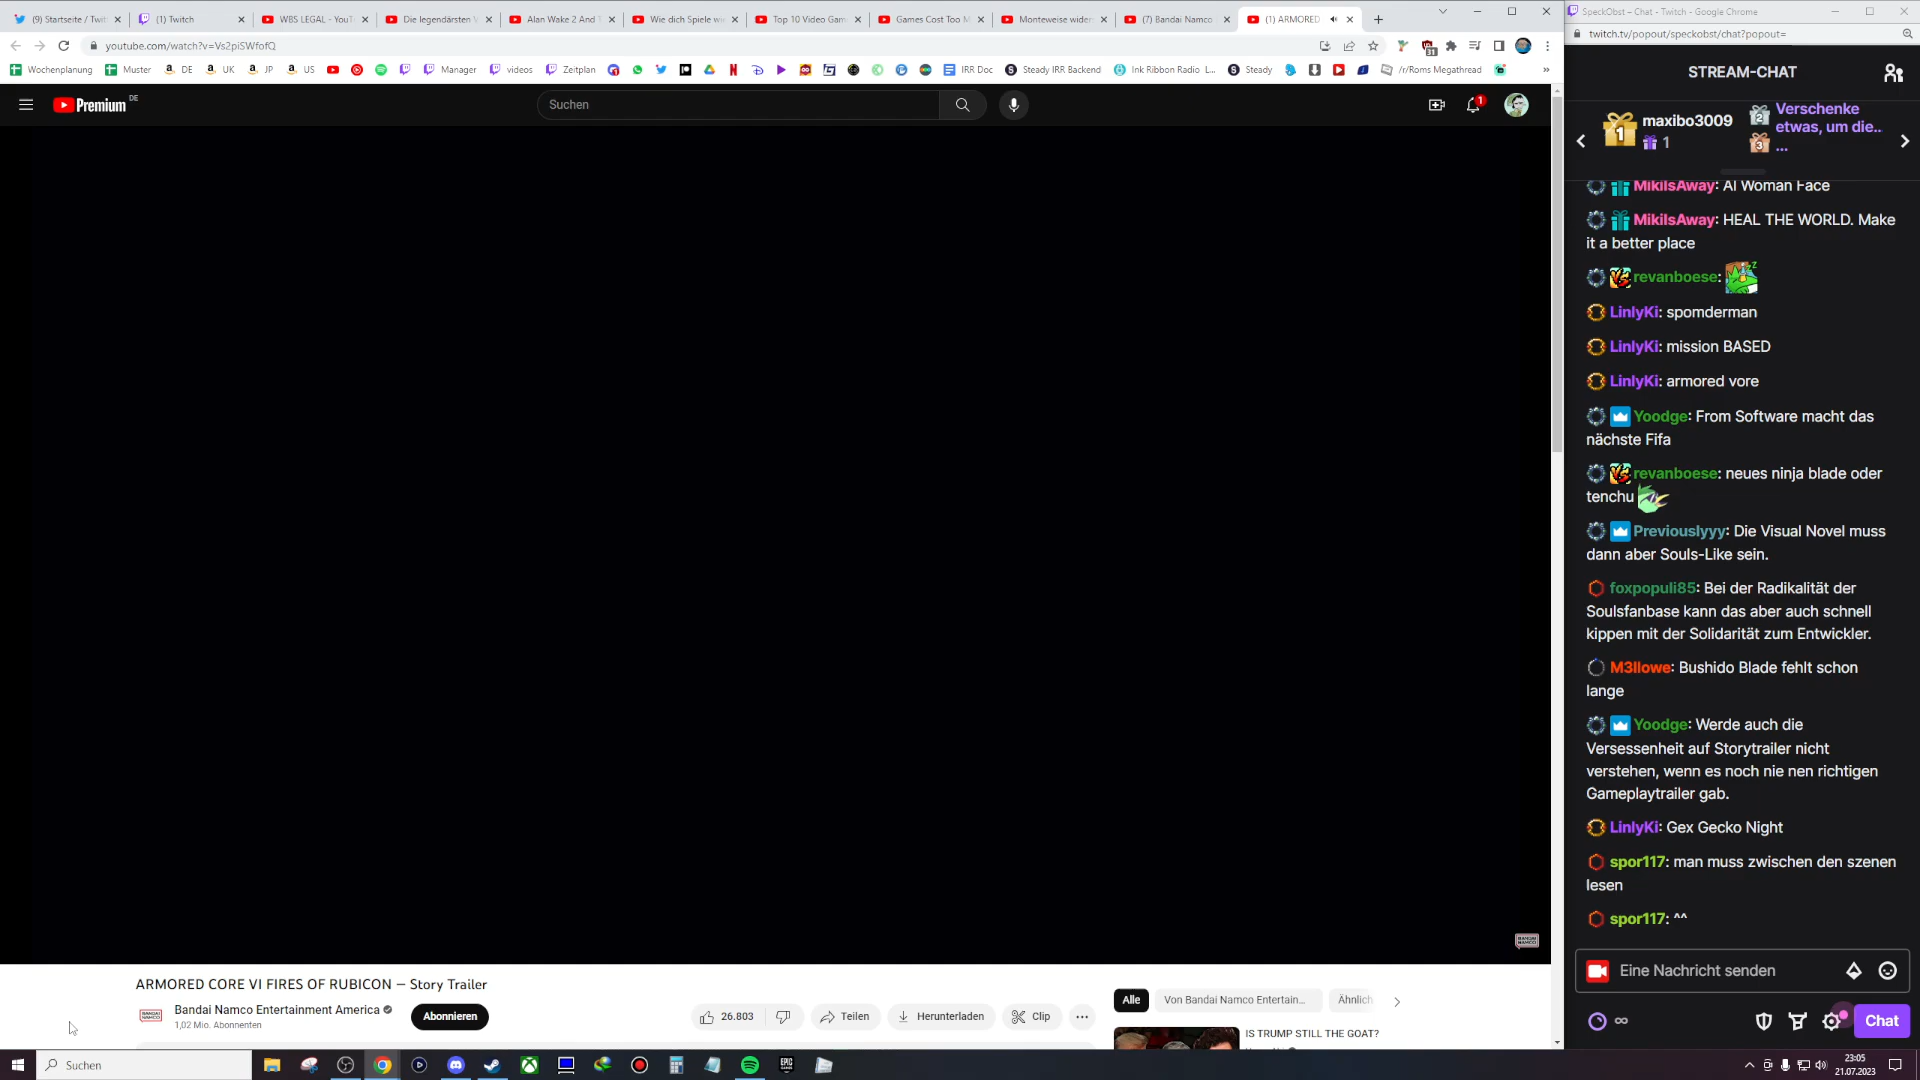 (9) Startseite / Twit
(1) Twitch
WBS LEGAL - YouT
Die legendärsten V
Alan Wake 2 And
Wie dich Spiele wi
Top 10 Video Gam
Games Cost Too M
Monteweise wider
(7) Bandai Namco
(1) ARMORED
SpeckObst – Chat - Twitch - Google Chrome
youtube.com/watch?v=Vs2piSWfofQ
twitch.tv/popout/speckobst/chat?popout=
Wochenplanung
Muster
DE
UK
JP
US
Manager
videos
Zeitplan
IRR Doc
Steady IRR Backend
Ink Ribbon Radio L...
Steady
/r/Roms Megathread
Premium DE
Suchen
1
STREAM-CHAT
1
maxibo3009
1
2
3
Verschenke
etwas, um die..
...
MikiIsAway: AI Woman Face
MikiIsAway: HEAL THE WORLD. Make
it a better place
revanboese:
LinlyKi: spomderman
LinlyKi: mission BASED
LinlyKi: armored vore
Yoodge: From Software macht das
nächste Fifa
revanboese: neues ninja blade oder
tenchu
Previouslyyy: Die Visual Novel muss
dann aber Souls-Like sein.
foxpopuli85: Bei der Radikalität der
Soulsfanbase kann das aber auch schnell
kippen mit der Solidarität zum Entwickler.
M3llowe: Bushido Blade fehlt schon
lange
Yoodge: Werde auch die
Versessenheit auf Storytrailer nicht
verstehen, wenn es noch nie nen richtigen
Gameplaytrailer gab.
LinlyKi: Gex Gecko Night
spor117: man muss zwischen den szenen
lesen
spor117: ^^
Eine Nachricht senden
Chat
BANDAI
NAMCO
ARMORED CORE VI FIRES OF RUBICON — Story Trailer
Bandai Namco Entertainment America
1,02 Mio. Abonnenten
Abonnieren
26.803
Teilen
Herunterladen
Clip
Alle
Von Bandai Namco Entertain...
Ähnlich
IS TRUMP STILL THE GOAT?
Suchen
23:05
21.07.2023